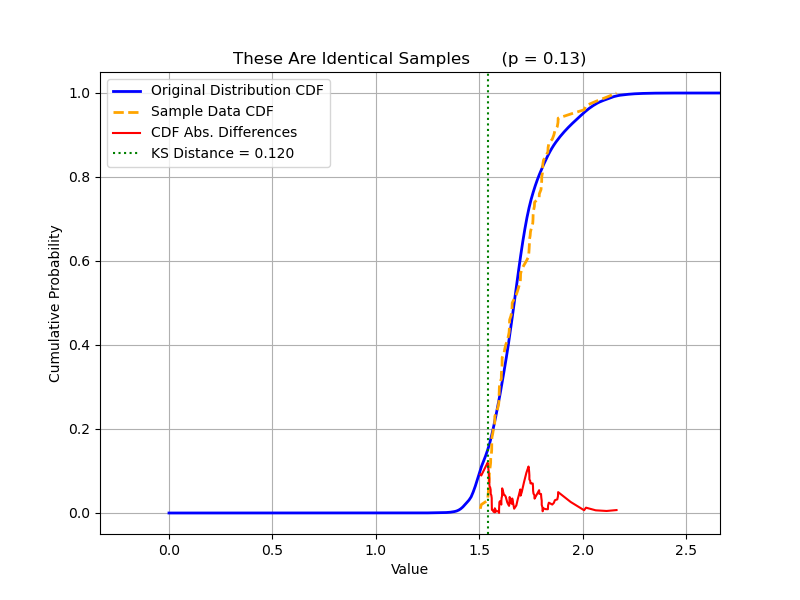 These Are Identical Samples (p = 0.13)
Original Distribution CDF
Sample Data CDF
CDF Abs. Differences
KS Distance = 0.120
1.0
0.8
0.6
0.4
0.2
0.0
Cumulative Probability
0.0 0.5 1.0 1.5 2.0 2.5
Value